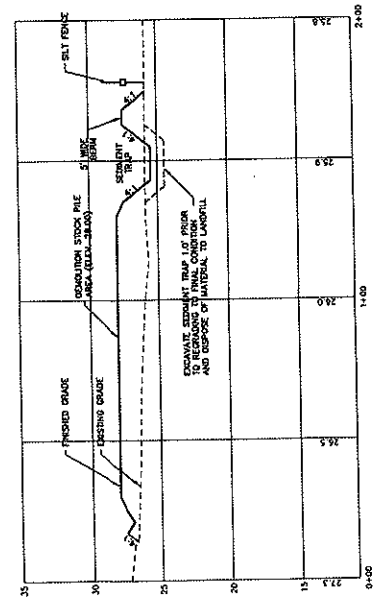 SILT FENCE
5' WIDE
BERM
SEDIMENT
TRAP
DEMOLITION STOCK PILE
AREA (ELEV. 28.00)
FINISHED GRADE
EXISTING GRADE
EXCAVATE SEDIMENT TRAP 1.0' PRIOR
TO REGRADING TO FINAL CONDITION
AND DISPOSE OF MATERIAL TO LANDFILL
35
30
25
20
15
27.3
26.5
26.0
25.9
25.8
0+00
1+00
2+00